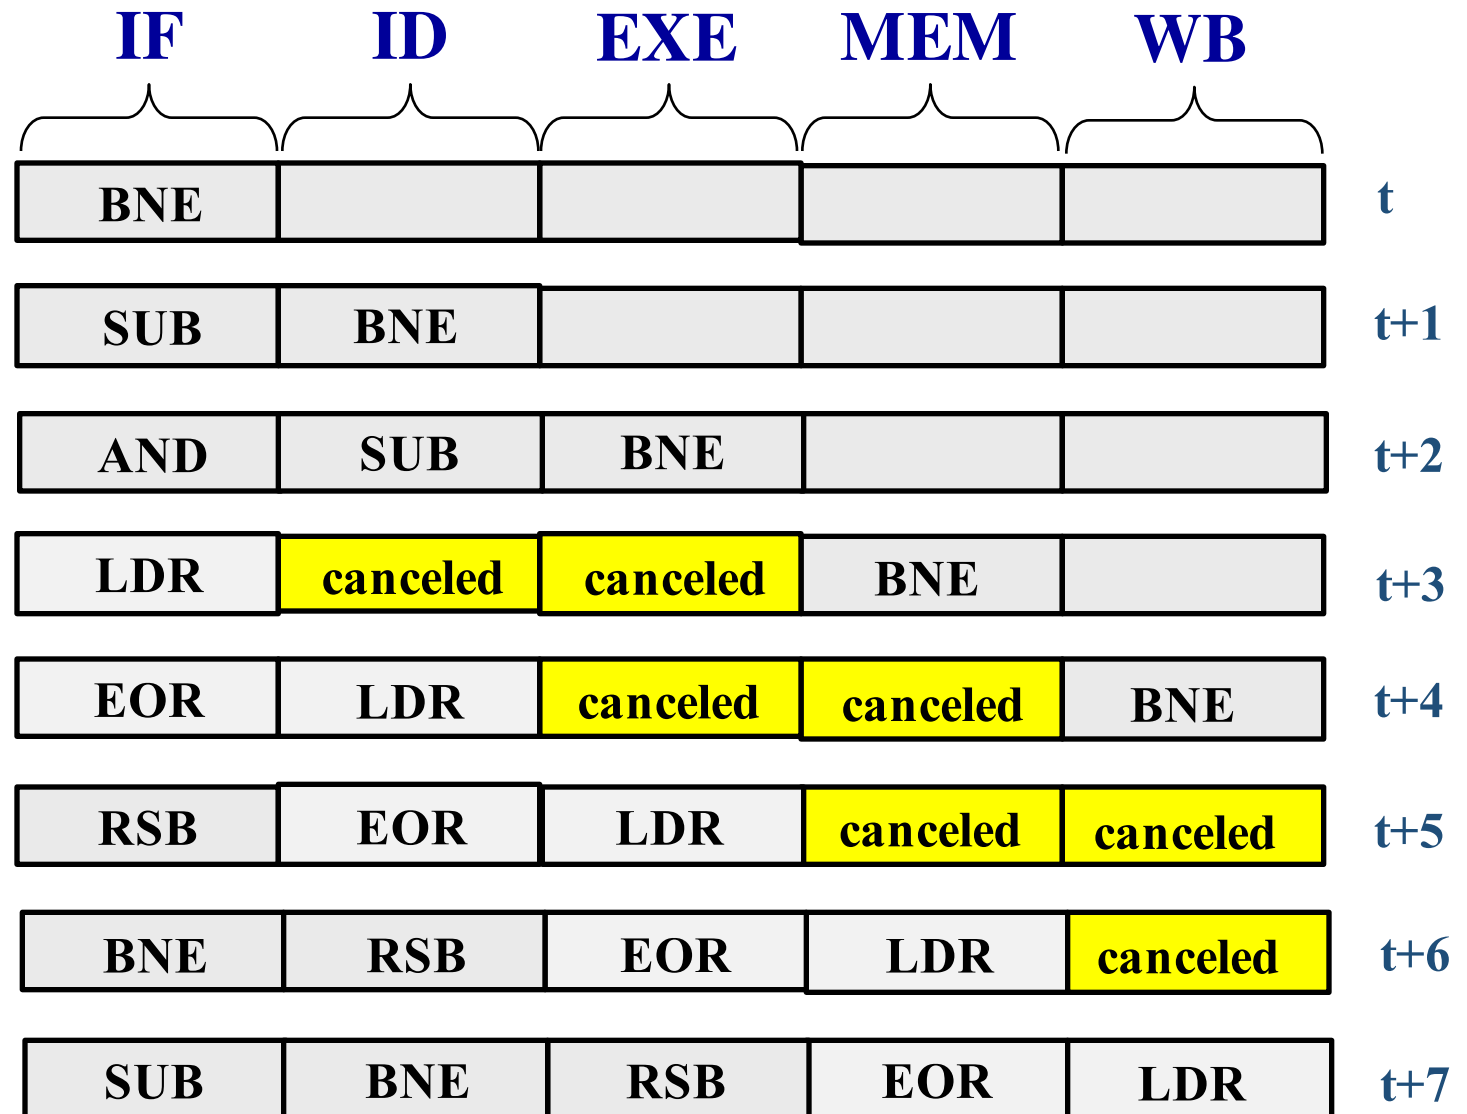 IF ID EXE MEM WB
BNE t
SUB BNE t+1
AND SUB BNE t+2
LDR canceled canceled BNE t+3
EOR LDR canceled canceled BNE t+4
RSB EOR LDR canceled canceled t+5
BNE RSB EOR LDR canceled t+6
SUB BNE RSB EOR LDR t+7